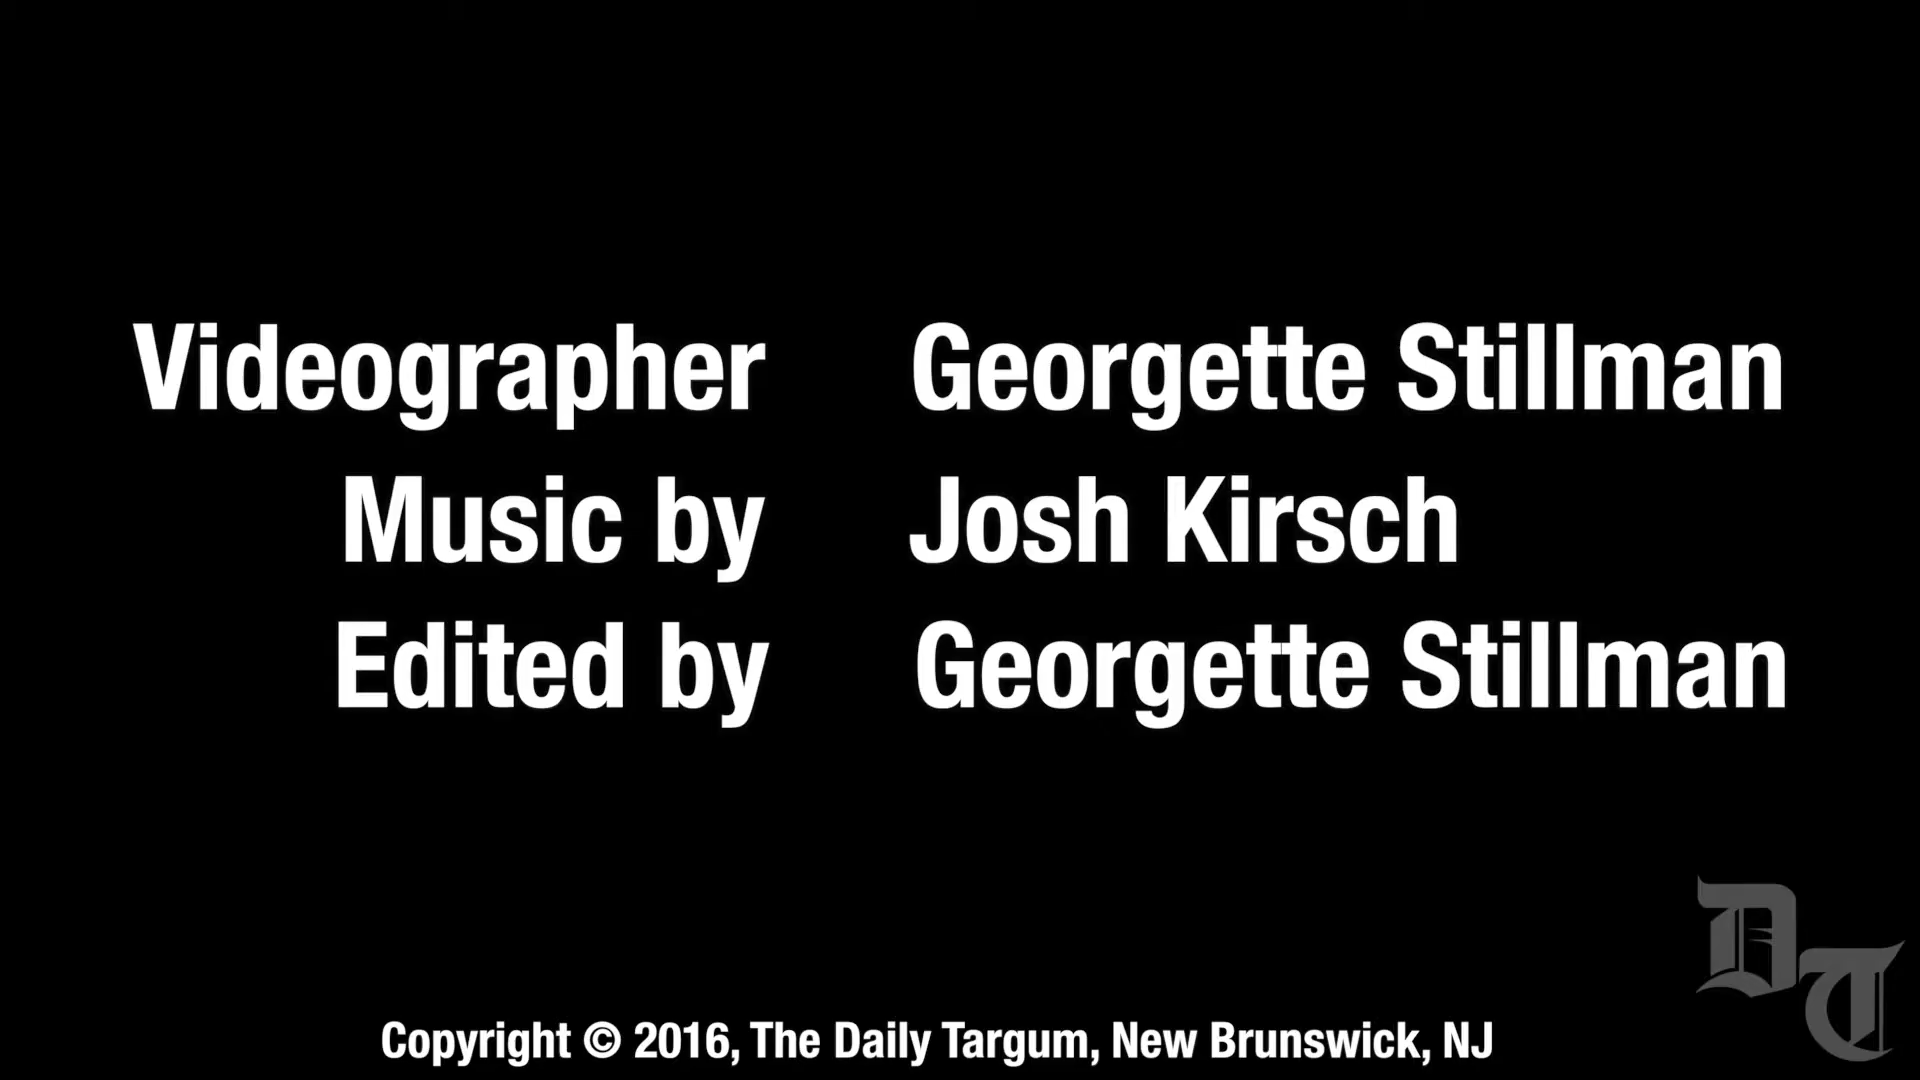 Videographer Georgette Stillman
Music by Josh Kirsch
Edited by Georgette Stillman
DT
Copyright © 2016, The Daily Targum, New Brunswick, NJ